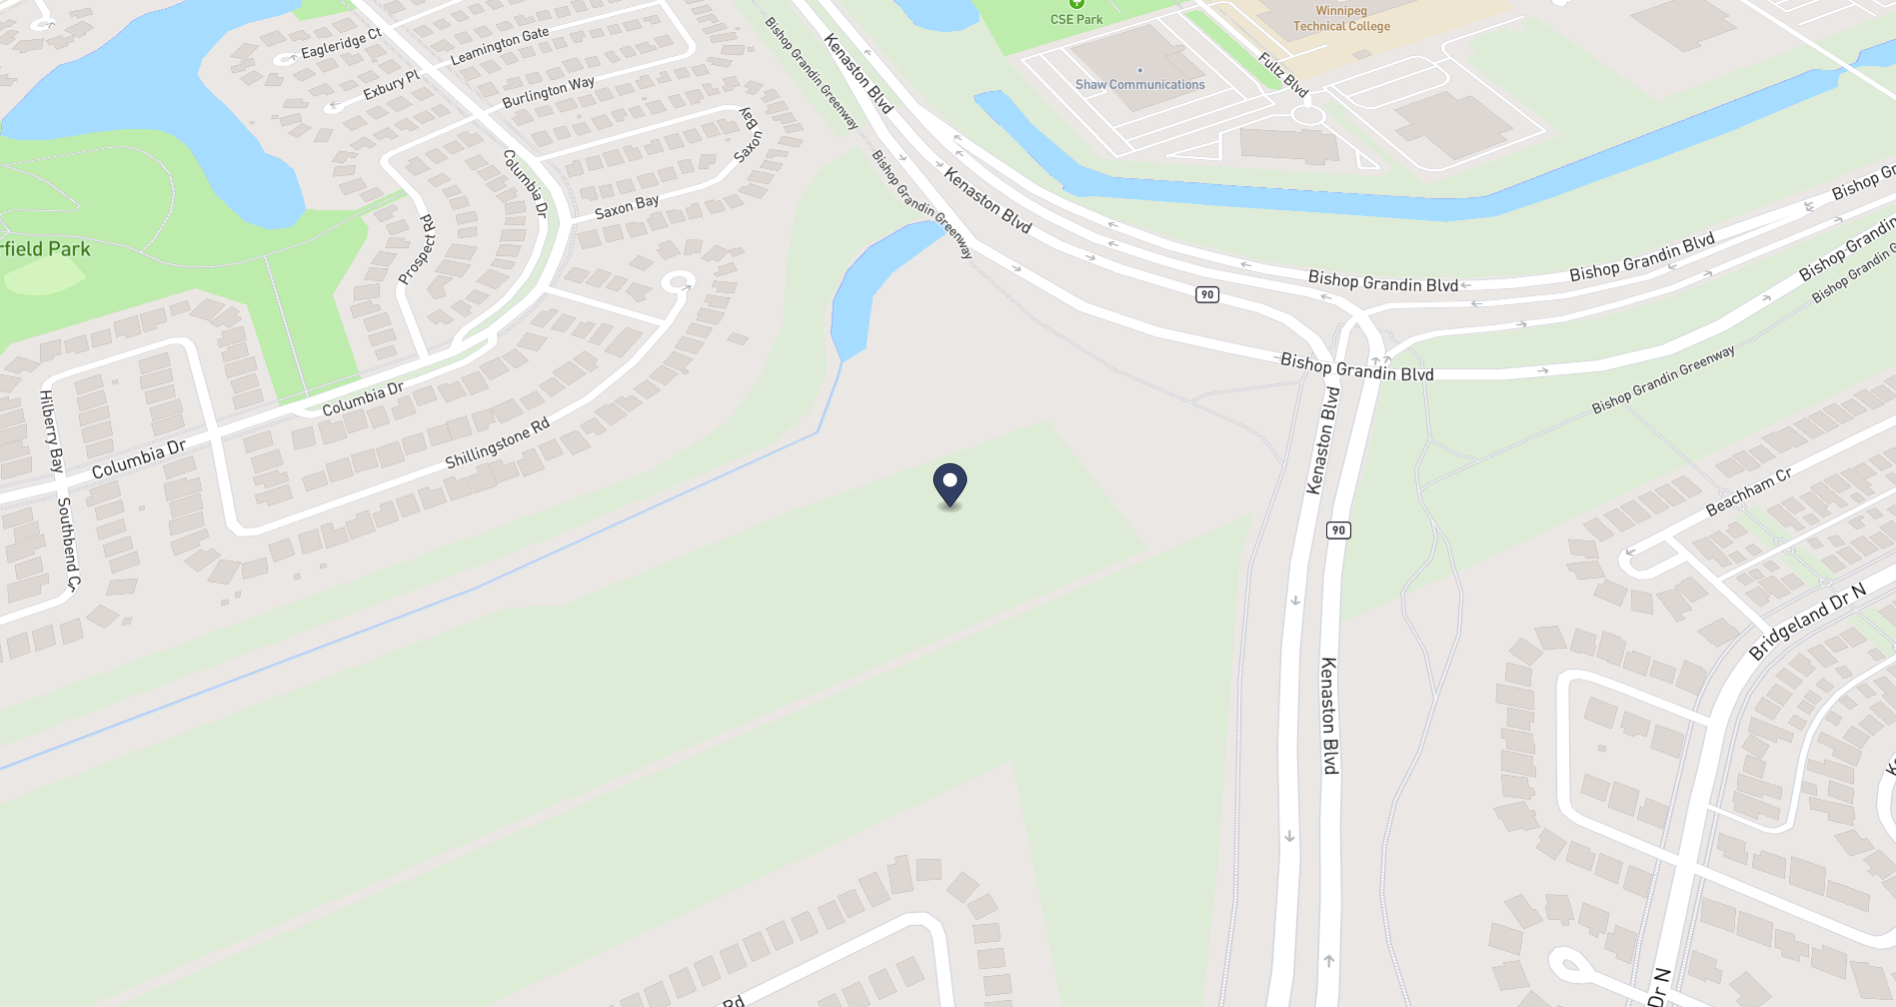 Winnipeg
Technical College
CSE Park
Eagleridge Ct
Leamington Gate
Bishop Grandin Greenway
Kenaston Blvd
Fultz Blvd
Shaw Communications
Exbury Pl
Burlington Way
Saxon
Bay
Columbia Dr
Bishop Grandin Greenway
Kenaston Blvd
Bishop Gr
Saxon Bay
Prospect Rd
rfield Park
Bishop Grandin Blvd
Bishop Grandin Blvd
Bishop Grandin
Bishop Grandin G
90
Bishop Grandin Blvd
Bishop Grandin Greenway
Columbia Dr
Hilberry Bay
Kenaston Blvd
Shillingstone Rd
Columbia Dr
Beachham Cr
Southbend Cr
90
Bridgeland Dr N
Kenaston Blvd
Rd
Dr N